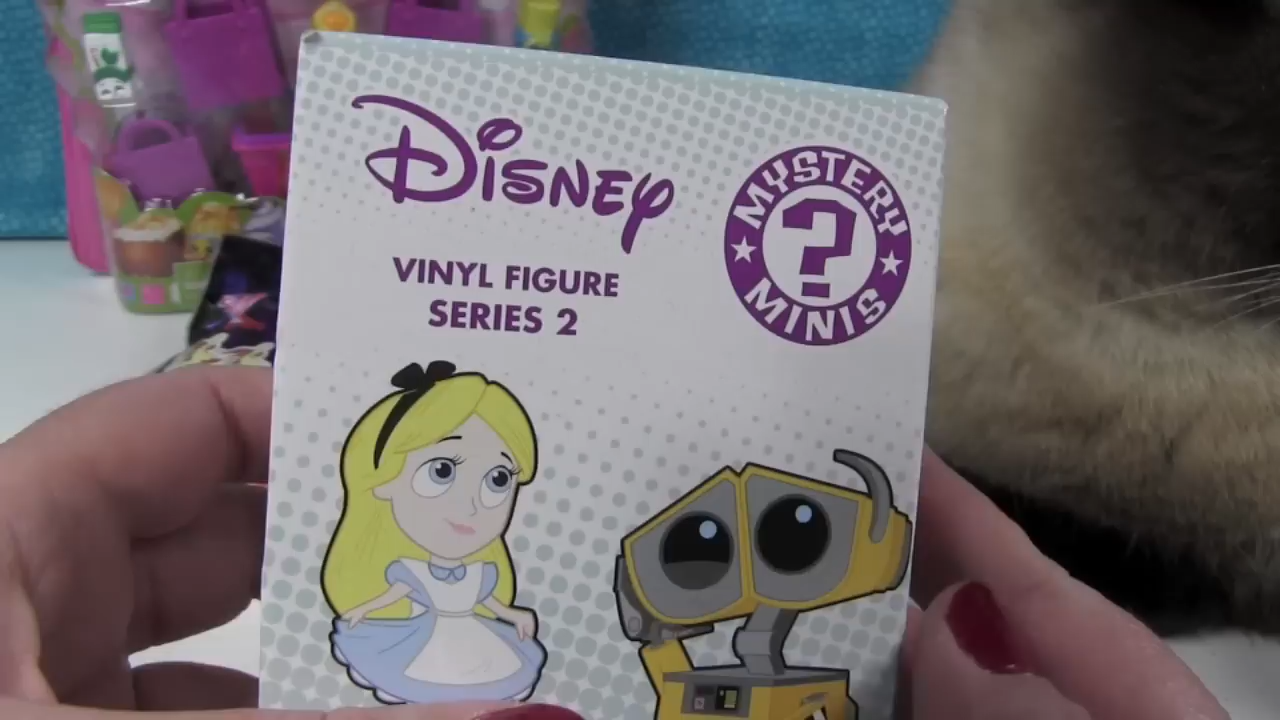 DISNEY
VINYL FIGURE
SERIES 2
MYSTERY
?
MINIS